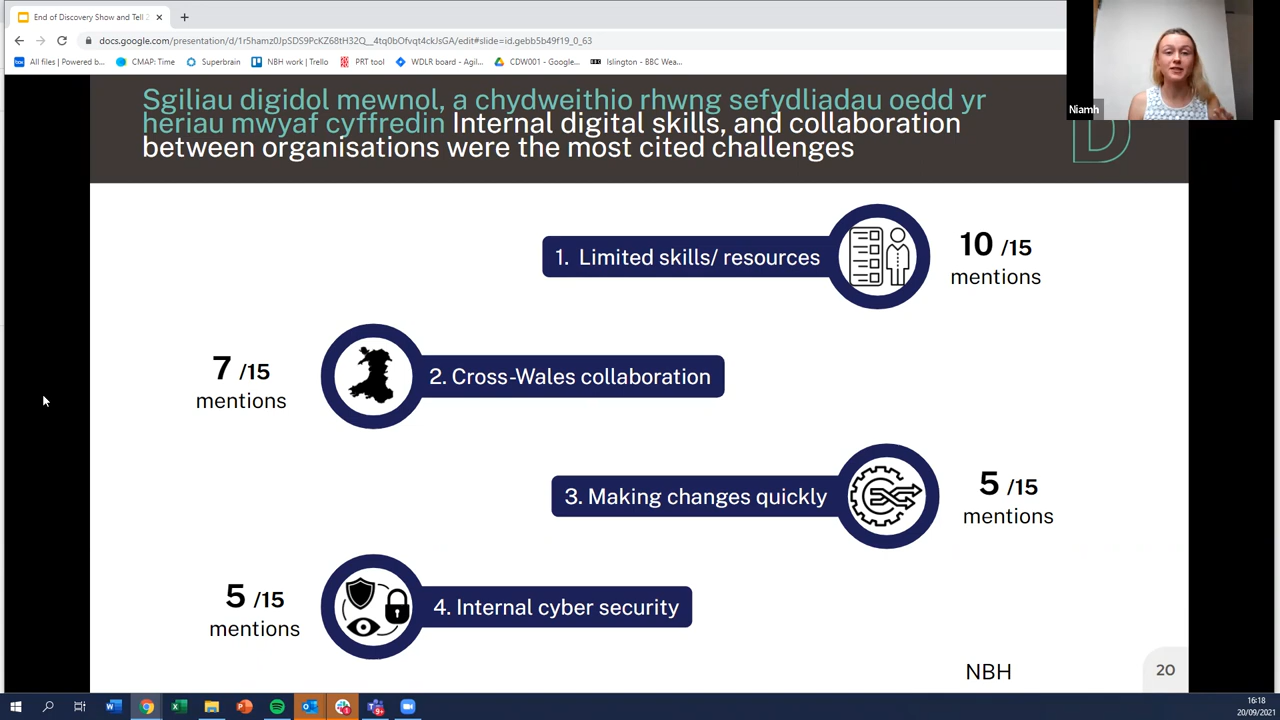 End of Discovery Show and Tell 2
docs.google.com/presentation/d/1r5hamz0JpSDS9PcKZ68tH32Q__4tq0bOfvqt4ckJsGA/edit#slide=id.gebb5b49f19_0_63
All files | Powered b...
CMAP: Time
Superbrain
NBH work | Trello
PRT tool
WDLR board - Agil...
CDW001 - Google...
Islington - BBC Wea...
Niamh
Sgiliau digidol mewnol, a chydweithio rhwng sefydliadau oedd yr
heriau mwyaf cyffredin Internal digital skills, and collaboration
between organisations were the most cited challenges
D
1. Limited skills/ resources
10 /15
mentions
7 /15
mentions
2. Cross-Wales collaboration
3. Making changes quickly
5 /15
mentions
5 /15
mentions
4. Internal cyber security
NBH
20
16:18
20/09/2021